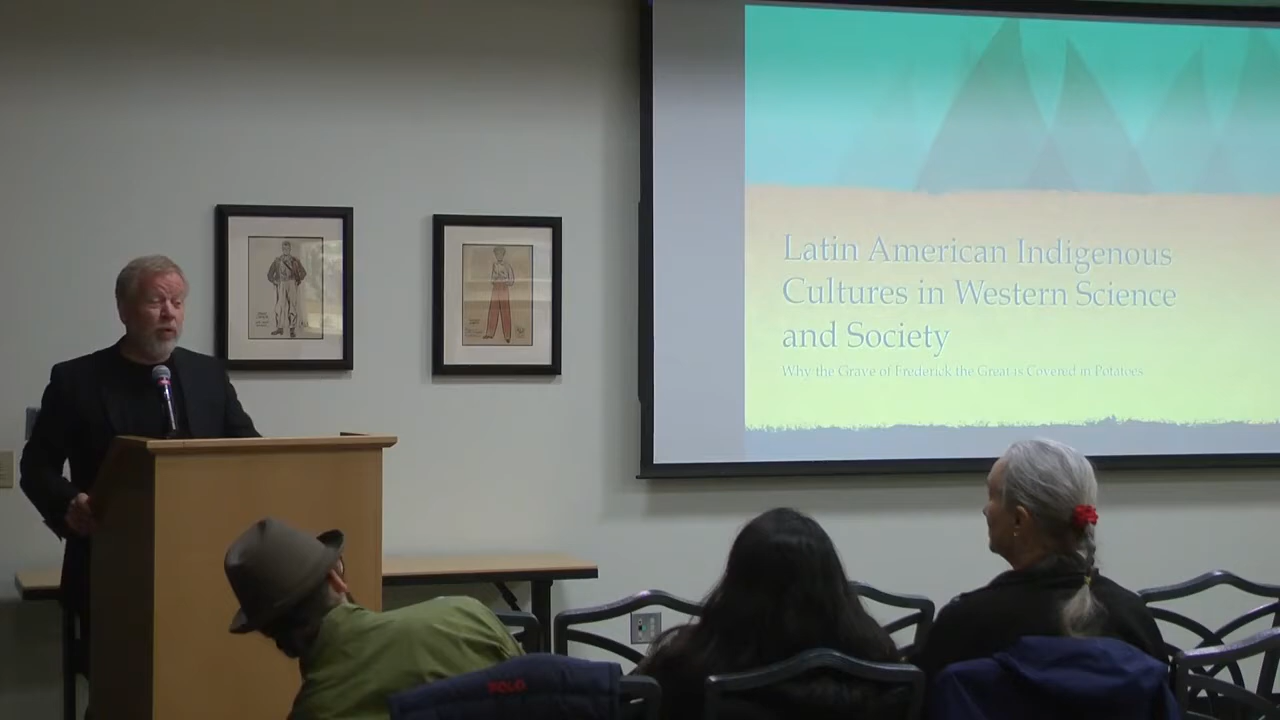 Latin American Indigenous
Cultures in Western Science
and Society
Why the Grave of Frederick the Great is Covered in Potatoes
POLO